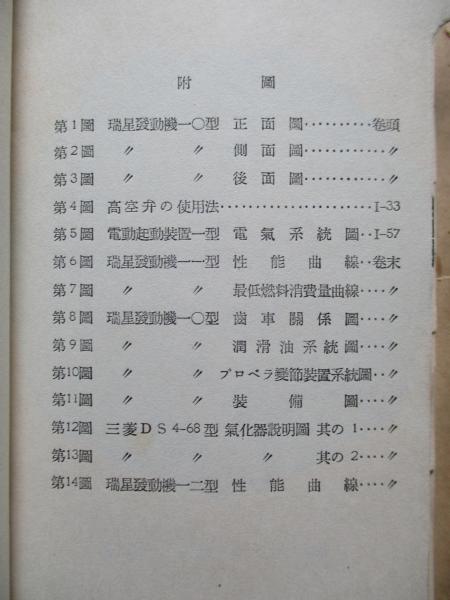 附圖
第1圖 瑞星發動機一〇型 正面圖··········卷頭
第2圖 〃 〃 側面圖··········〃
第3圖 〃 〃 後面圖··········〃
第4圖 高空弁の使用法······················I-33
第5圖 電動起動裝置一型 電氣系統圖··I-57
第6圖 瑞星發動機一一型 性能曲線··卷末
第7圖 〃 〃 最低燃料消費量曲線····〃
第8圖 瑞星發動機一〇型 歯車關係圖····〃
第9圖 〃 〃 潤滑油系統圖····〃
第10圖 〃 〃 プロペラ變節裝置系統圖··〃
第11圖 〃 〃 裝備圖····〃
第12圖 三菱DS4-68型 氣化器説明圖 其の1····〃
第13圖 〃 〃 〃 其の2····〃
第14圖 瑞星發動機一二型 性能曲線····〃